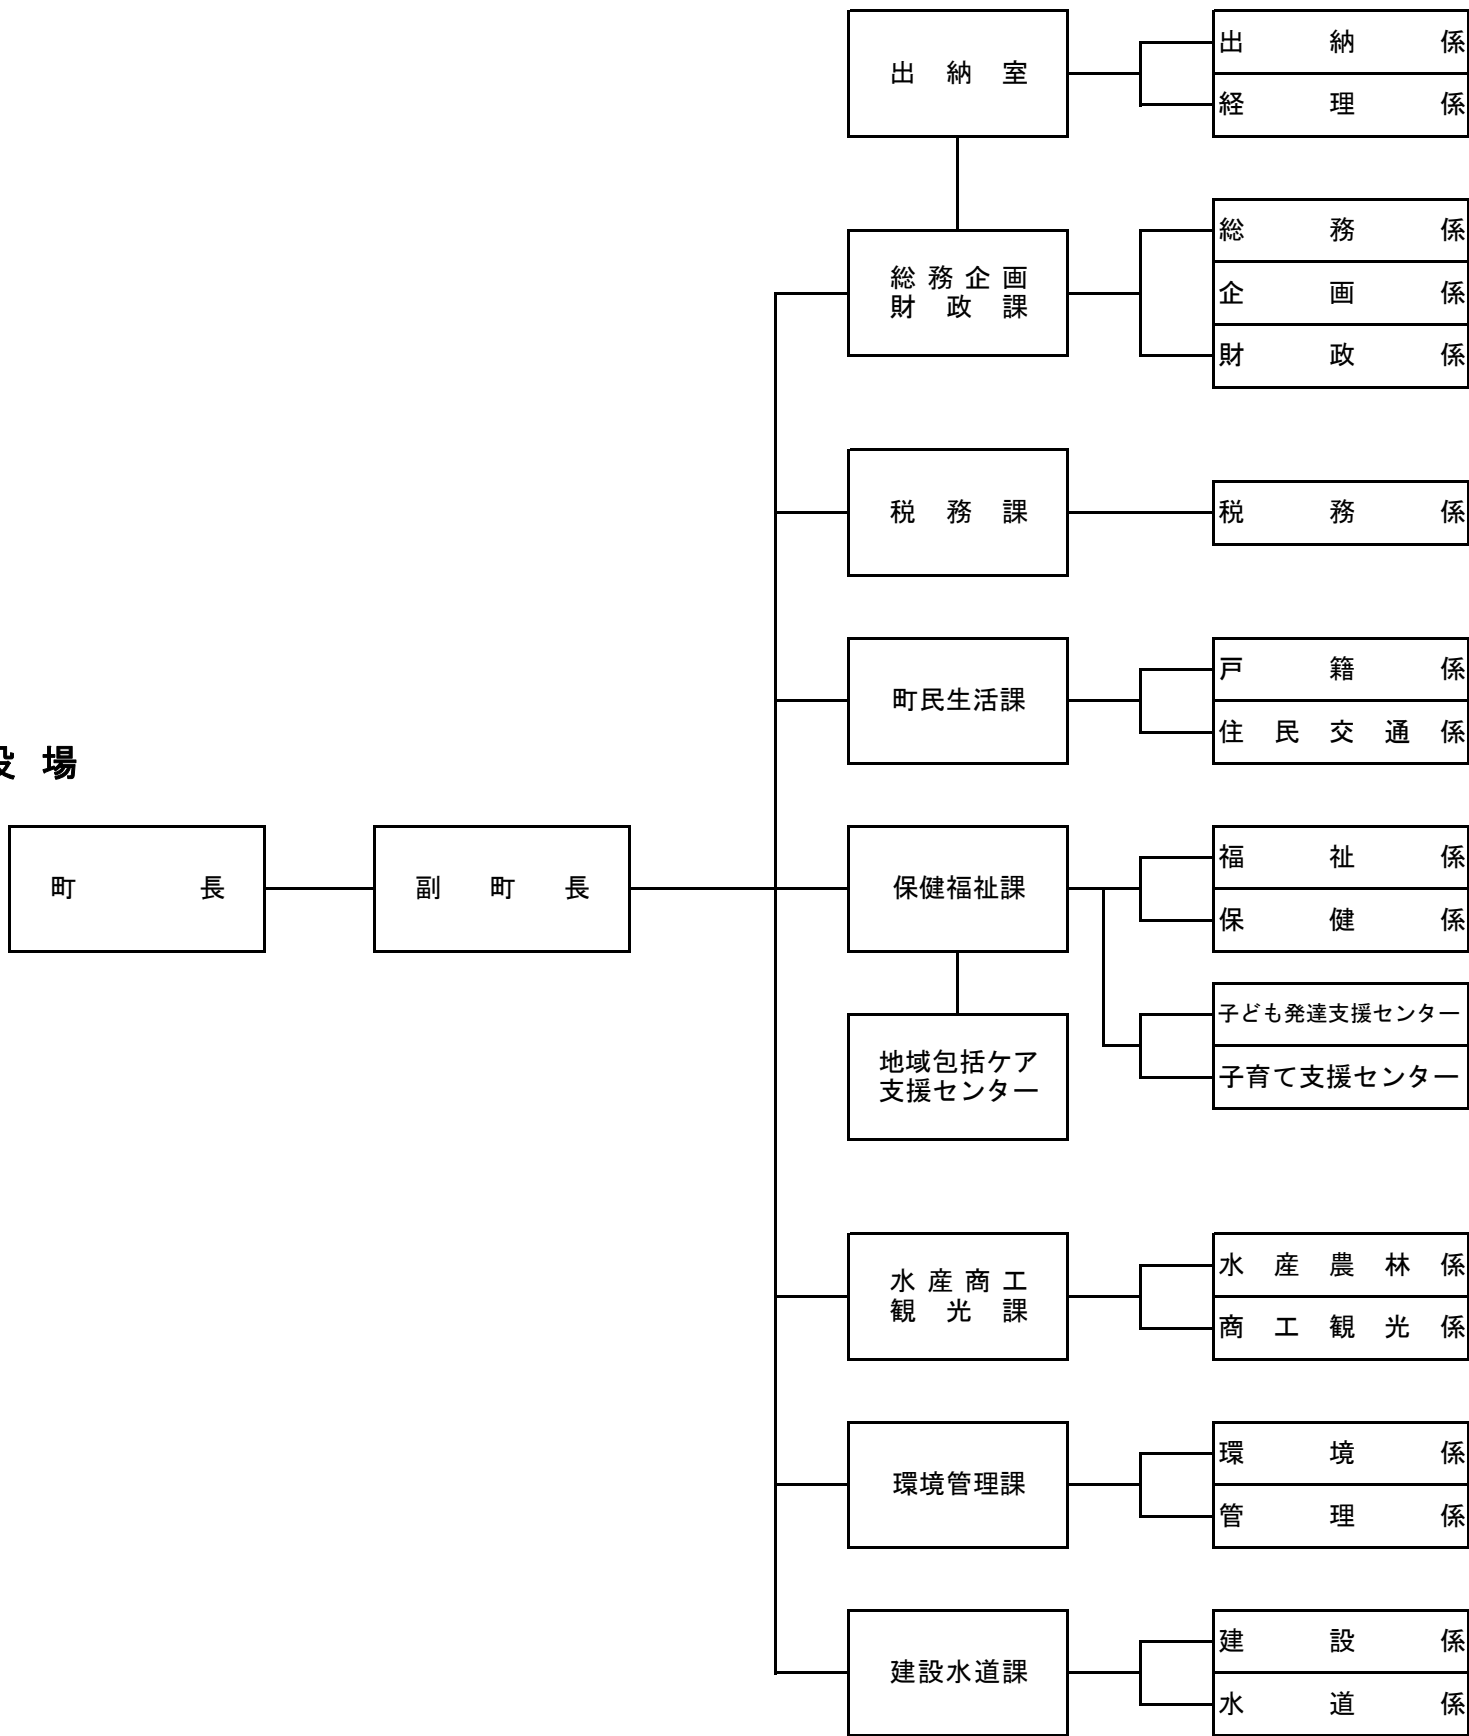 出納室
出納係
経理係
総務企画
財政課
総務係
企画係
財政係
税務課
税務係
町民生活課
戸籍係
住民交通係
役場
町長
副町長
保健福祉課
福祉係
保健係
地域包括ケア
支援センター
子ども発達支援センター
子育て支援センター
水産商工
観光課
水産農林係
商工観光係
環境管理課
環境係
管理係
建設水道課
建設係
水道係